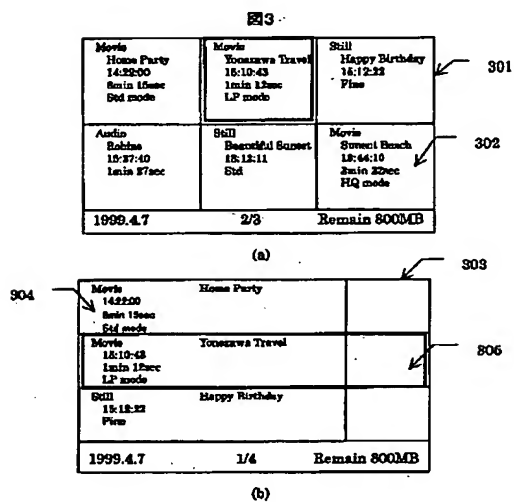 図3
Movie
Home Party
14:22:00
8min 15sec
Std mode
Movie
Yonezawa Travel
15:10:43
1min 12sec
LP mode
Still
Happy Birthday
15:12:22
Fine
301
Audio
Robins
15:37:40
1min 27sec
Still
Beautiful Sunset
18:12:11
Std
Movie
Sunset Beach
18:44:10
HQ mode
302
1999.4.7 2/3 Remain 800MB
(a)
303
304
Movie Home Party
14:22:00
8min 15sec
Std mode
Movie Yonezawa Travel
15:10:43
1min 12sec
LP mode
305
Still Happy Birthday
15:12:22
Fine
1999.4.7 1/4 Remain 800MB
(b)